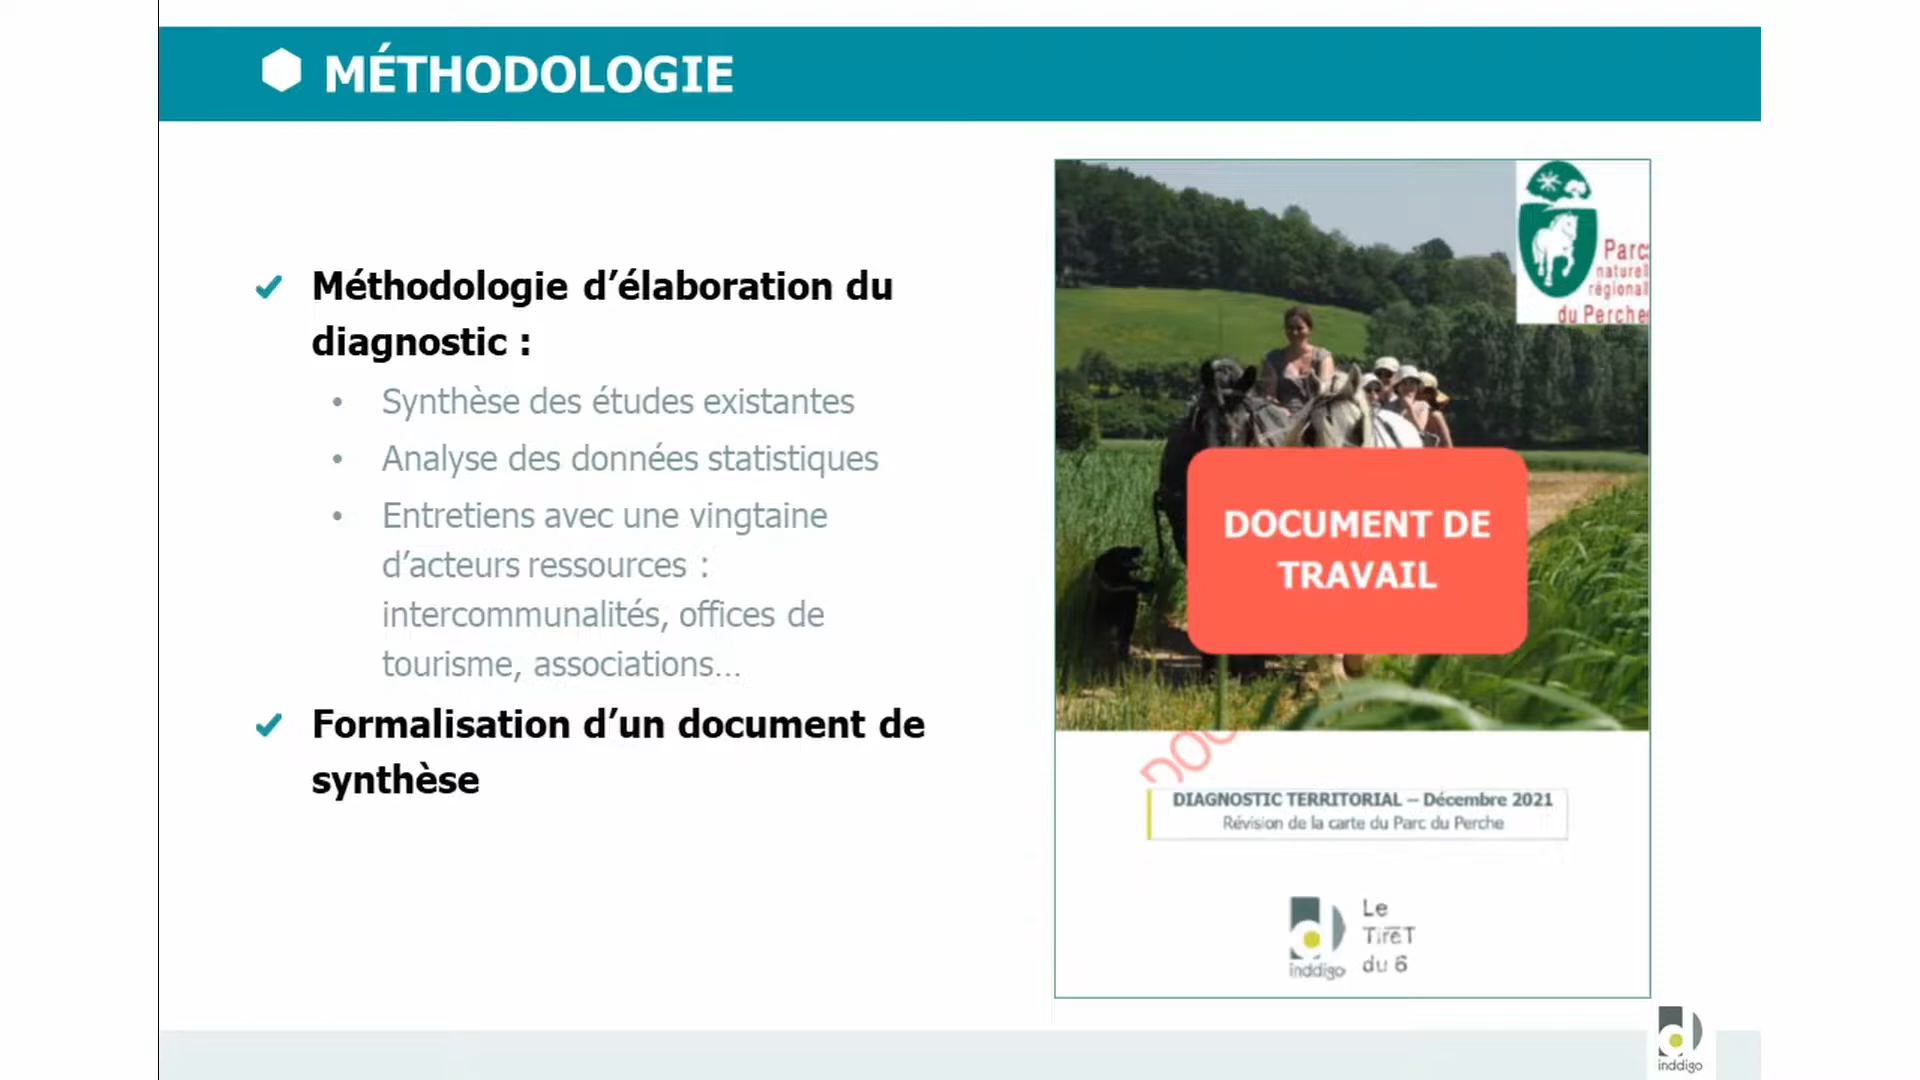 MÉTHODOLOGIE
Méthodologie d’élaboration du
diagnostic :
• Synthèse des études existantes
• Analyse des données statistiques
• Entretiens avec une vingtaine
d’acteurs ressources :
intercommunalités, offices de
tourisme, associations...
Formalisation d’un document de
synthèse
Parc
naturel
régional
du Perche
DOCUMENT DE
TRAVAIL
DOC
DIAGNOSTIC TERRITORIAL – Décembre 2021
Révision de la carte du Parc du Perche
inddigo
Le
TireT
du 6
inddigo